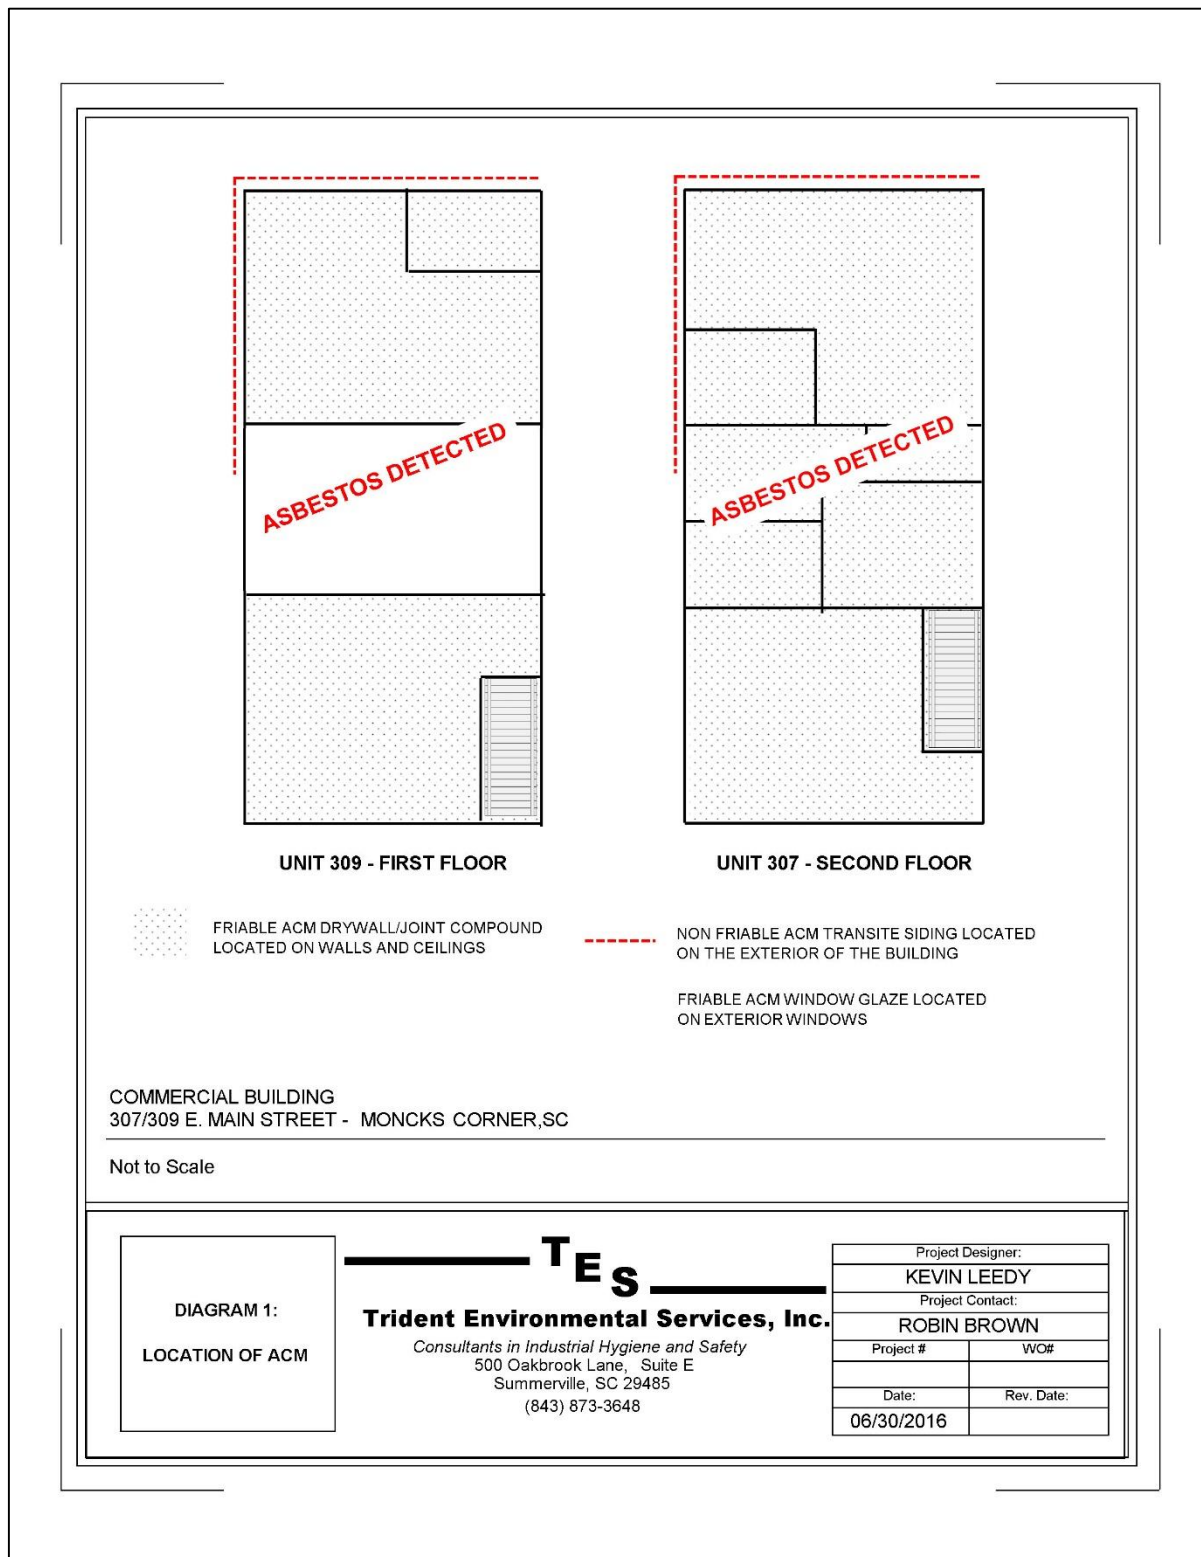 ASBESTOS DETECTED
ASBESTOS DETECTED
UNIT 309 - FIRST FLOOR
UNIT 307 - SECOND FLOOR
FRIABLE ACM DRYWALL/JOINT COMPOUND
LOCATED ON WALLS AND CEILINGS
NON FRIABLE ACM TRANSITE SIDING LOCATED
ON THE EXTERIOR OF THE BUILDING
FRIABLE ACM WINDOW GLAZE LOCATED
ON EXTERIOR WINDOWS
COMMERCIAL BUILDING
307/309 E. MAIN STREET - MONCKS CORNER,SC
Not to Scale
DIAGRAM 1:
LOCATION OF ACM
TES
Trident Environmental Services, Inc.
Consultants in Industrial Hygiene and Safety
500 Oakbrook Lane, Suite E
Summerville, SC 29485
(843) 873-3648
Project Designer:
KEVIN LEEDY
Project Contact:
ROBIN BROWN
Project # WO#
Date: Rev. Date:
06/30/2016